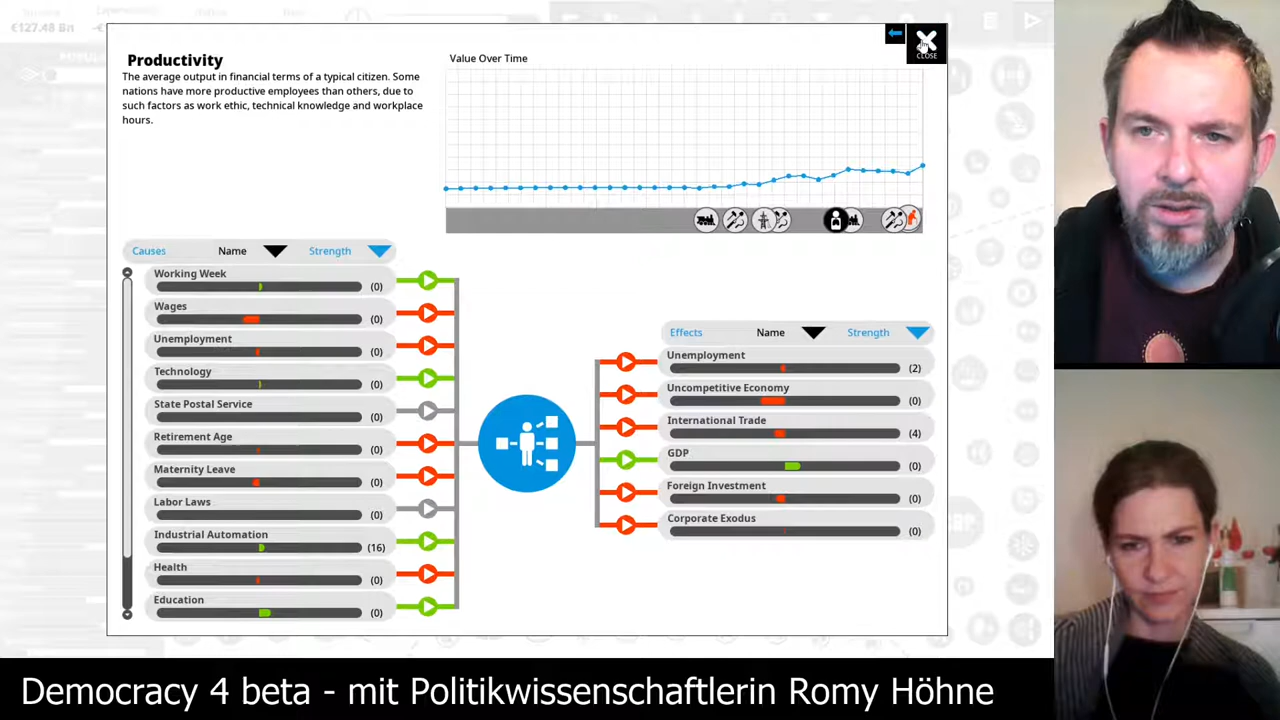 €127.48 Bn
Productivity
The average output in financial terms of a typical citizen. Some
nations have more productive employees than others, due to
such factors as work ethic, technical knowledge and workplace
hours.
Value Over Time
CLOSE
Causes Name Strength
Working Week
(0)
Wages
(0)
Unemployment
(0)
Technology
(0)
State Postal Service
(0)
Retirement Age
(0)
Maternity Leave
(0)
Labor Laws
(0)
Industrial Automation
(16)
Health
(0)
Education
(0)
Effects Name Strength
Unemployment
(2)
Uncompetitive Economy
(0)
International Trade
(4)
GDP
(0)
Foreign Investment
(0)
Corporate Exodus
(0)
Democracy 4 beta - mit Politikwissenschaftlerin Romy Höhne